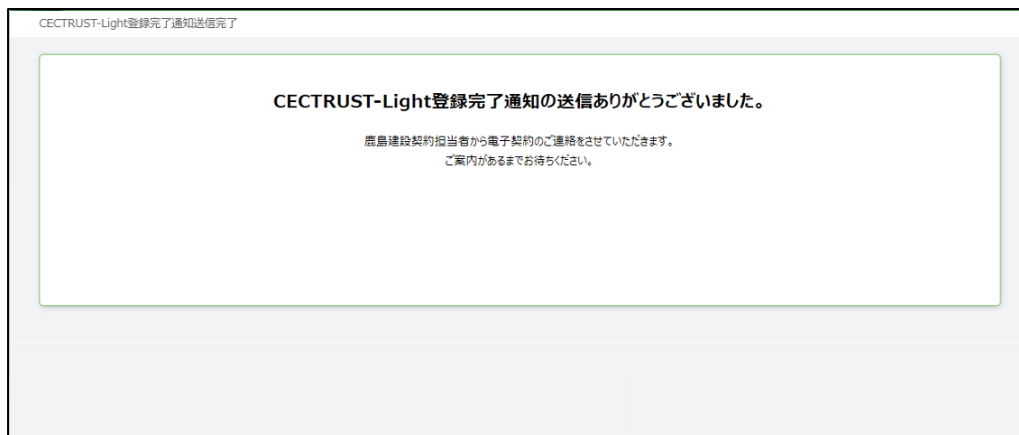 CECTRUST-Light登録完了通知送信完了
CECTRUST-Light登録完了通知の送信ありがとうございました。
鹿島建設契約担当者から電子契約のご連絡をさせていただきます。
ご案内があるまでお待ちください。